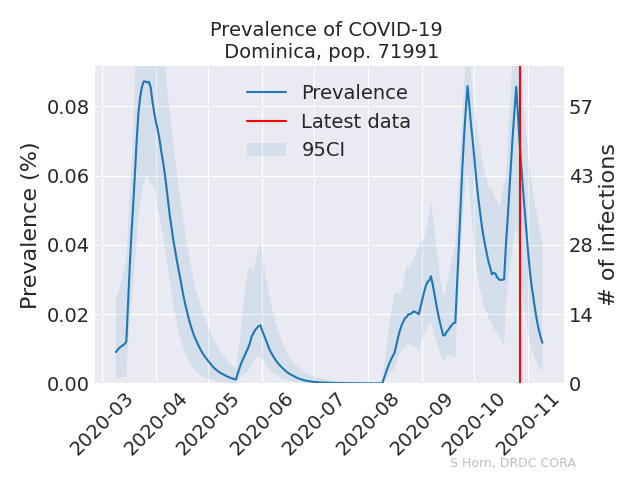 Prevalence of COVID-19
Dominica, pop. 71991
Prevalence
Latest data
95CI
Prevalence (%)
0.08
0.06
0.04
0.02
0.00
# of infections
57
43
28
14
0
2020-03
2020-04
2020-05
2020-06
2020-07
2020-08
2020-09
2020-10
2020-11
S Horn, DRDC CORA